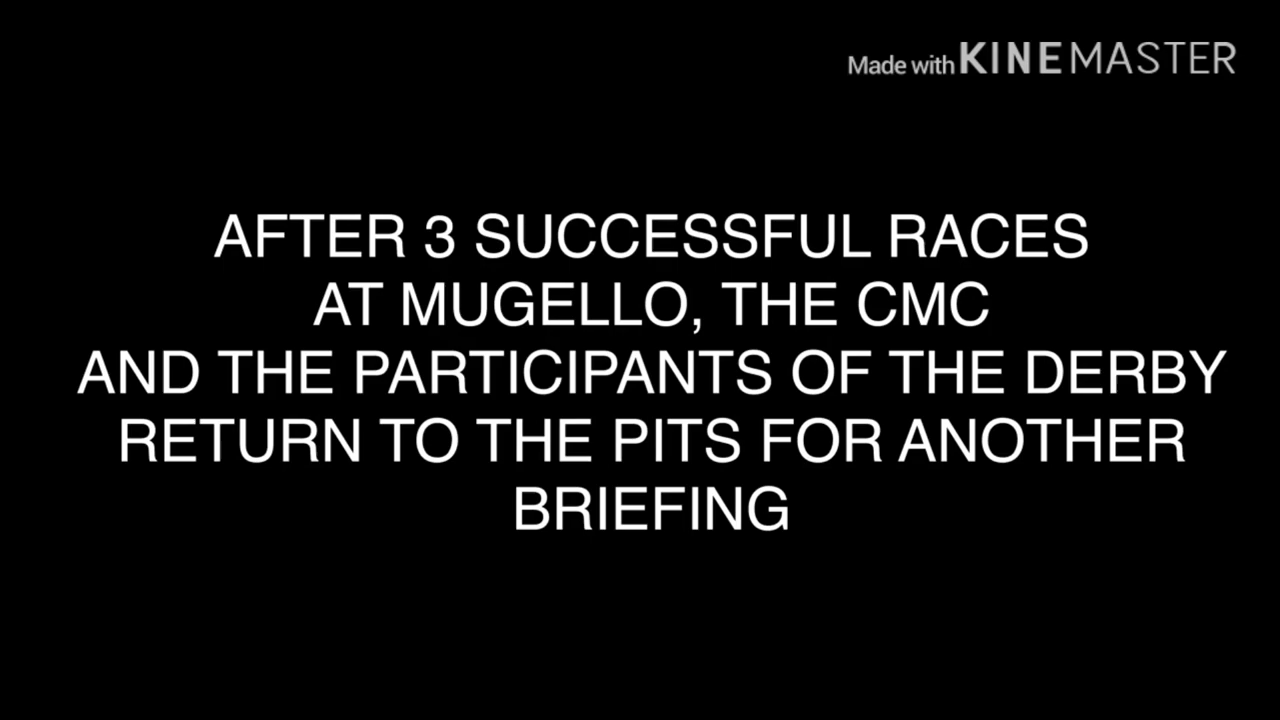 Made with KINEMASTER
AFTER 3 SUCCESSFUL RACES
AT MUGELLO, THE CMC
AND THE PARTICIPANTS OF THE DERBY
RETURN TO THE PITS FOR ANOTHER
BRIEFING